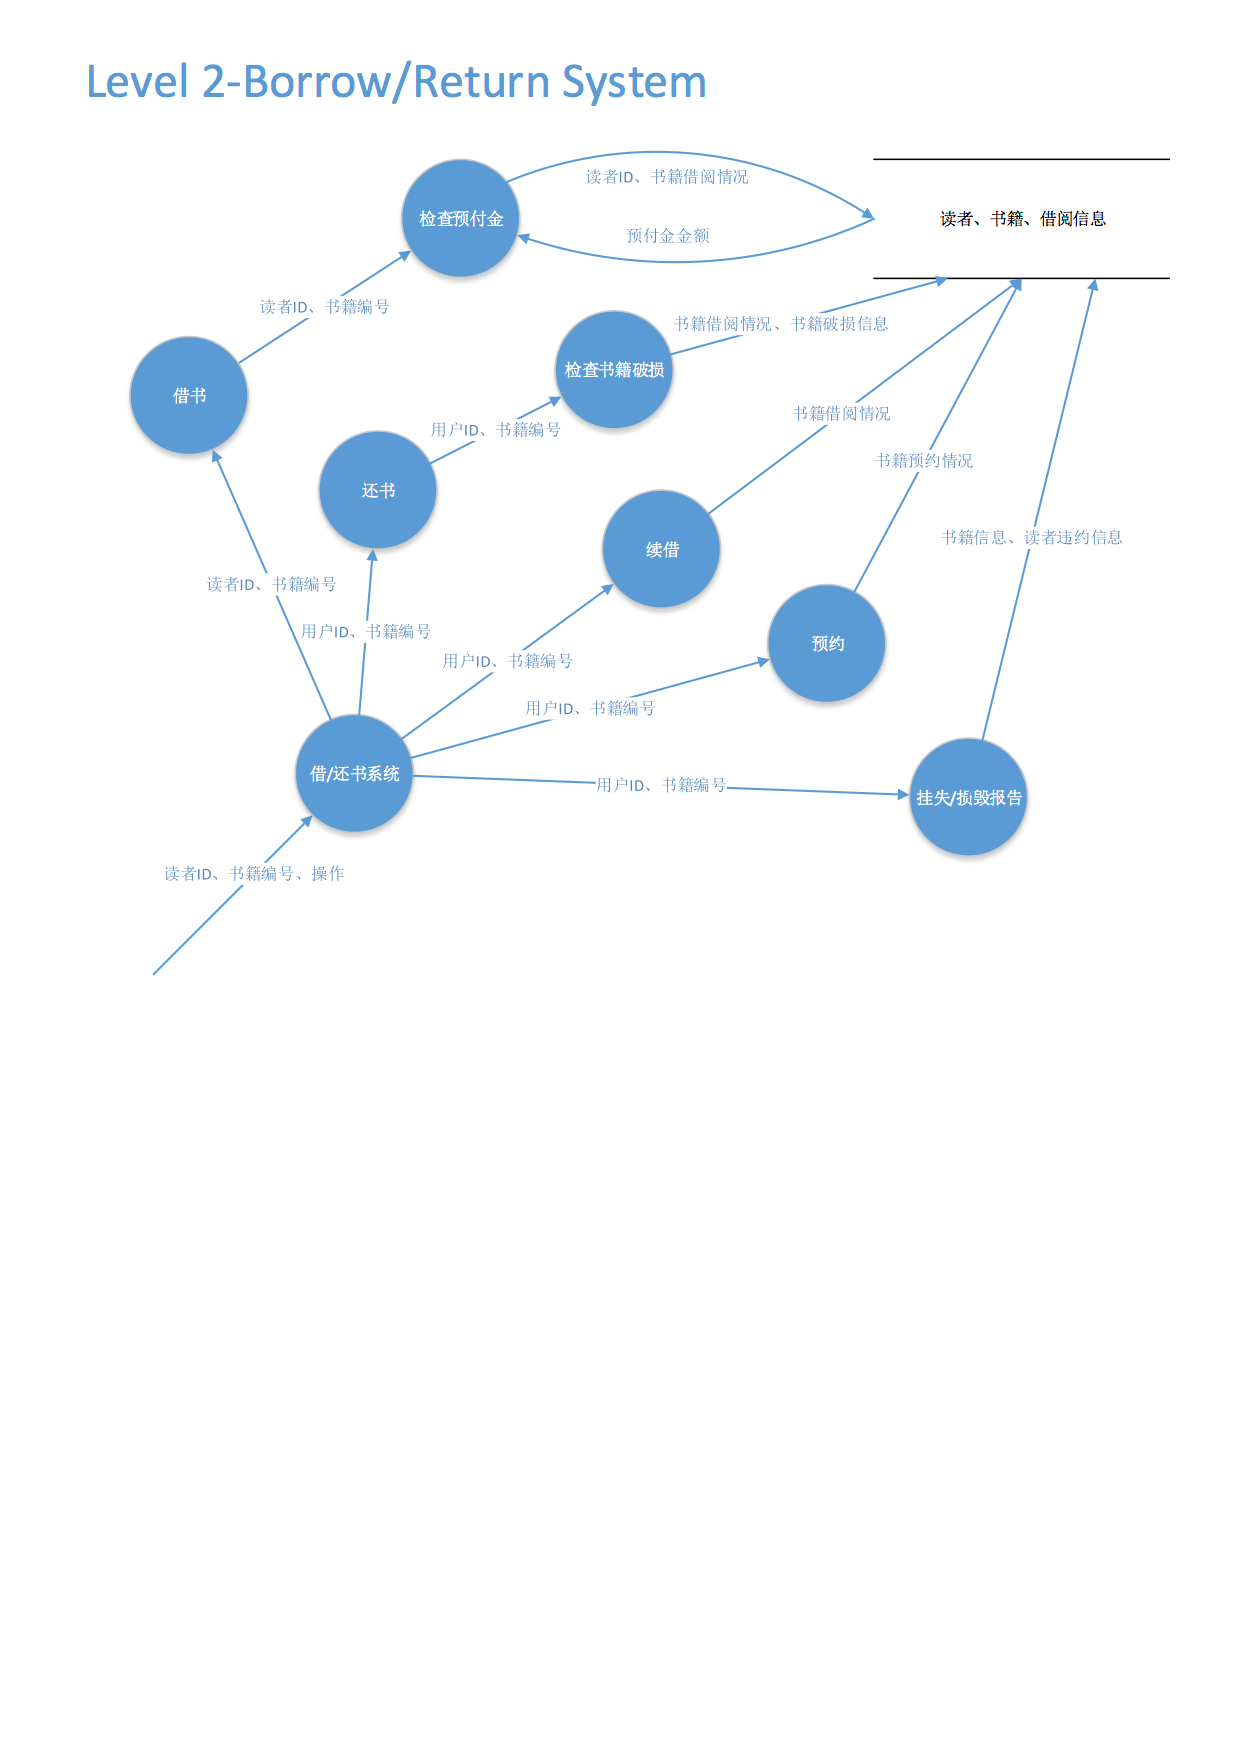 Level 2-Borrow/Return System
读者ID、书籍借阅情况
检查预付金
读者、书籍、借阅信息
预付金金额
读者ID、书籍编号
书籍借阅情况、书籍破损信息
检查书籍破损
借书
书籍借阅情况
用户ID、书籍编号
书籍预约情况
还书
书籍信息、读者违约信息
续借
读者ID、书籍编号
用户ID、书籍编号
预约
用户ID、书籍编号
用户ID、书籍编号
借/还书系统
用户ID、书籍编号
挂失/损毁报告
读者ID、书籍编号、操作